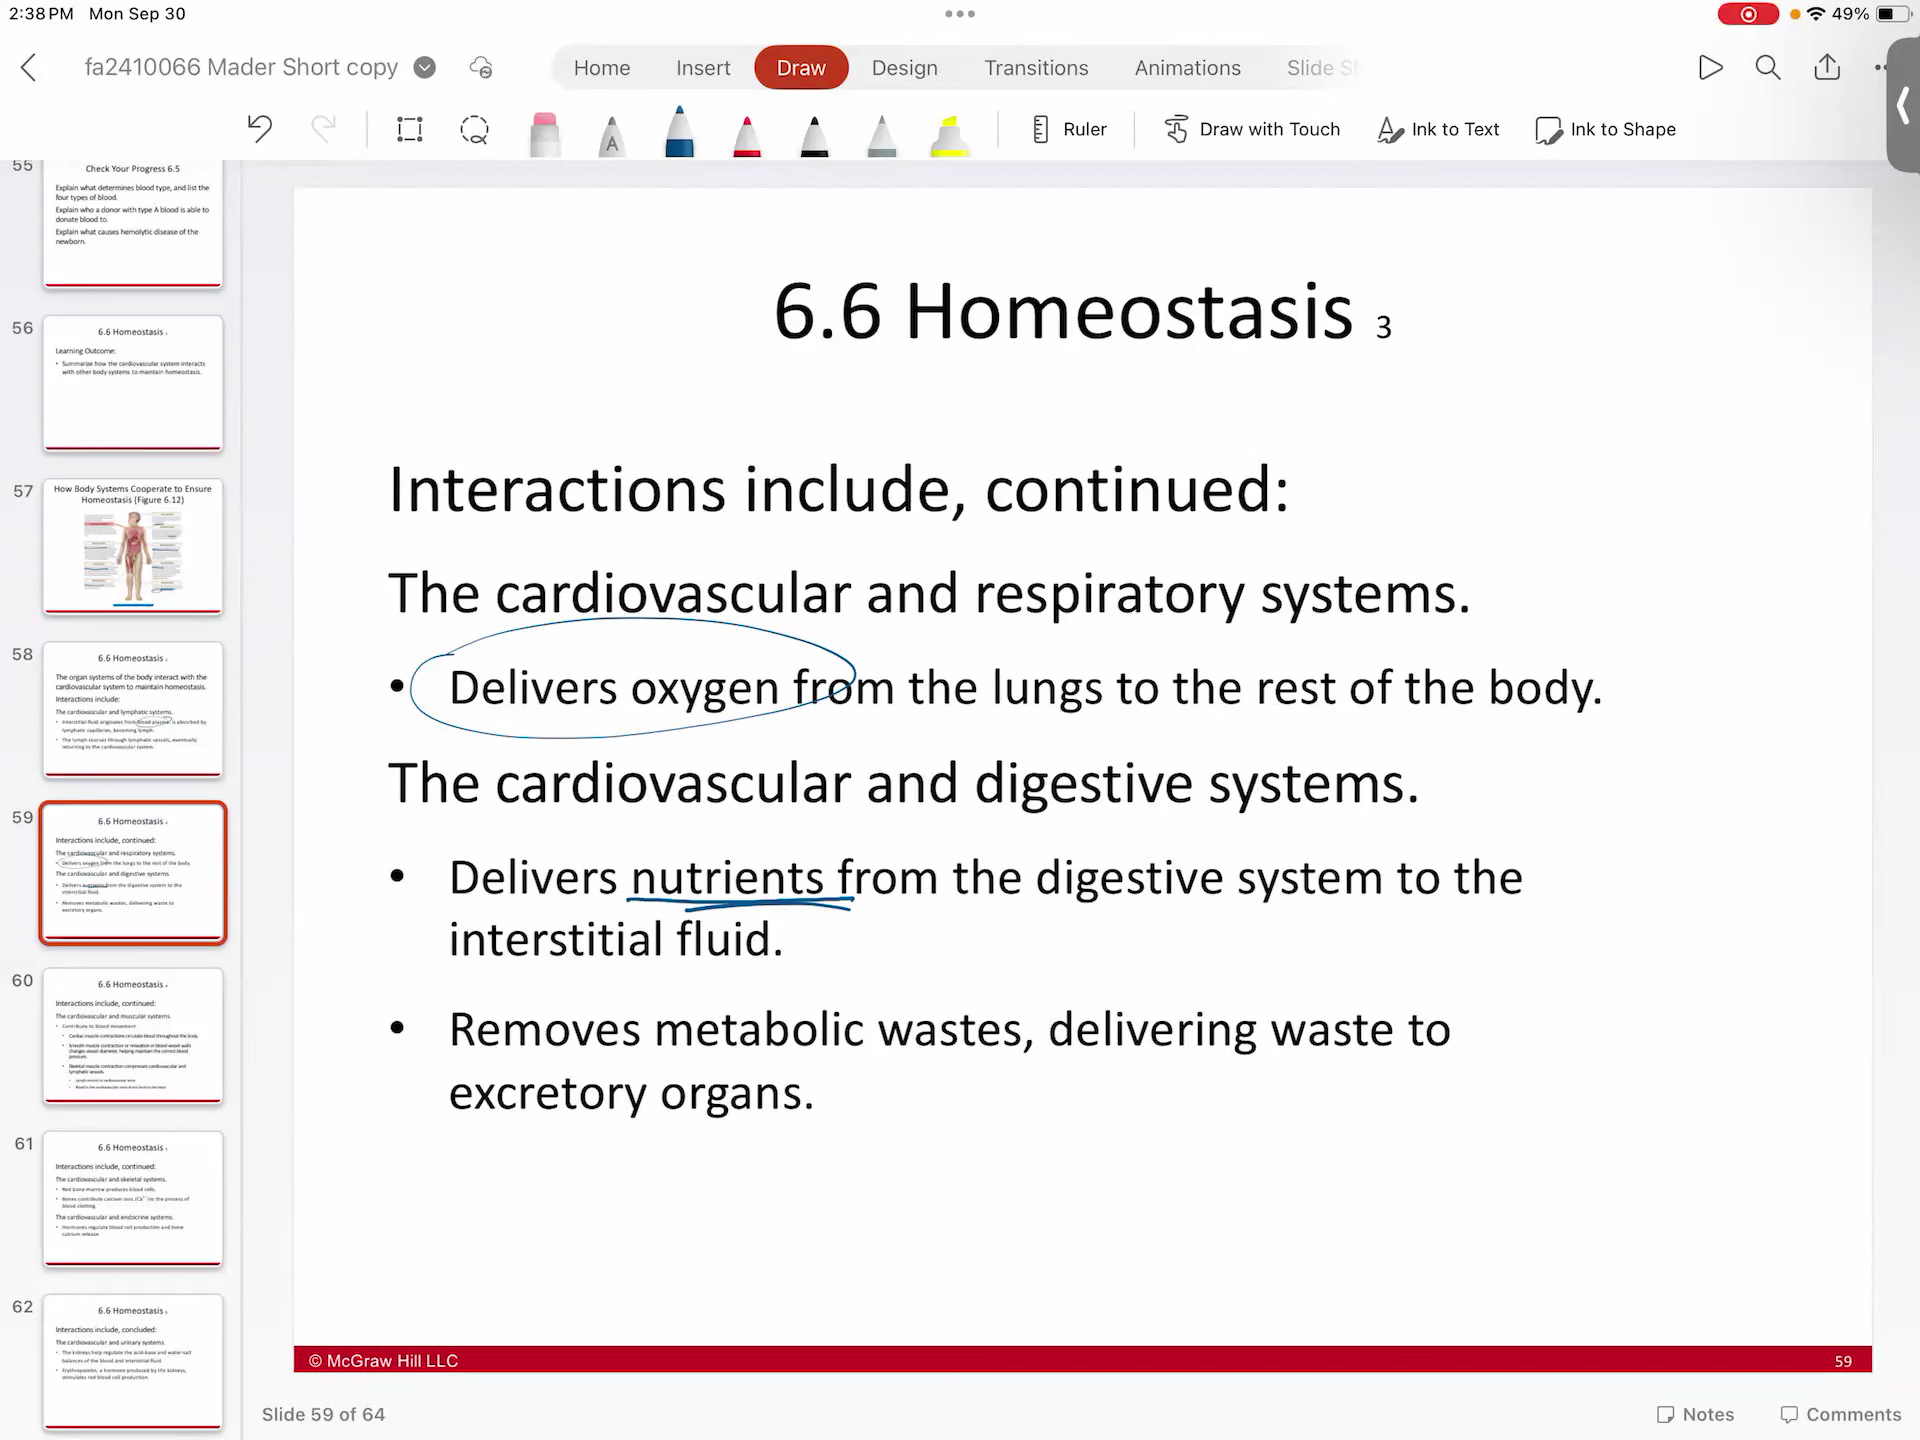 2:38 PM Mon Sep 30
49%
fa2410066 Mader Short copy
Home Insert Draw Design Transitions Animations Slide Sh
Ruler Draw with Touch Ink to Text Ink to Shape
55
Check Your Progress 6.5
Explain what determines blood type, and list the
four types of blood.
Explain who a donor with type A blood is able to
donate blood to.
Explain what causes hemolytic disease of the
newborn.
56
6.6 Homeostasis
Learning Outcome:
• Summarize how the cardiovascular system interacts
with other body systems to maintain homeostasis.
57
How Body Systems Cooperate to Ensure
Homeostasis (Figure 6.12)
58
6.6 Homeostasis
The organ systems of the body interact with the
cardiovascular system to maintain homeostasis.
Interactions include:
The cardiovascular and lymphatic systems.
• Interstitial fluid originates from blood plasma is absorbed by
lymphatic capillaries, becoming lymph.
• The lymph courses through lymphatic vessels, eventually
returning to the cardiovascular system.
59
6.6 Homeostasis
Interactions include, continued:
The cardiovascular and respiratory systems.
• Delivers oxygen from the lungs to the rest of the body.
The cardiovascular and digestive systems.
• Delivers nutrients from the digestive system to the
interstitial fluid.
• Removes metabolic wastes, delivering waste to
excretory organs.
60
6.6 Homeostasis
Interactions include, continued:
The cardiovascular and muscular systems.
• Contribute to blood movement
• Cardiac muscle contractions circulate blood throughout the body
• Smooth muscle contraction or relaxation in blood vessel walls
changes vessel diameter, helping maintain the correct blood
pressure.
• Skeletal muscle contraction compresses cardiovascular and
lymphatic vessels.
61
6.6 Homeostasis
Interactions include, continued:
The cardiovascular and skeletal systems.
• Red bone marrow produces blood cells.
• Bones contribute calcium ions (Ca to the process of
blood clotting.
The cardiovascular and endocrine systems.
• Hormones regulate blood cell production and bone
calcium release.
62
6.6 Homeostasis
Interactions include, concluded:
The cardiovascular and urinary systems.
• The kidneys help regulate the acid-base and water-salt
balances of the blood and interstitial fluid.
• Erythropoietin, a hormone produced by the kidneys,
stimulates red blood cell production.
6.6 Homeostasis 3
Interactions include, continued:
The cardiovascular and respiratory systems.
• Delivers oxygen from the lungs to the rest of the body.
The cardiovascular and digestive systems.
• Delivers nutrients from the digestive system to the
interstitial fluid.
• Removes metabolic wastes, delivering waste to
excretory organs.
© McGraw Hill LLC
59
Slide 59 of 64
Notes Comments